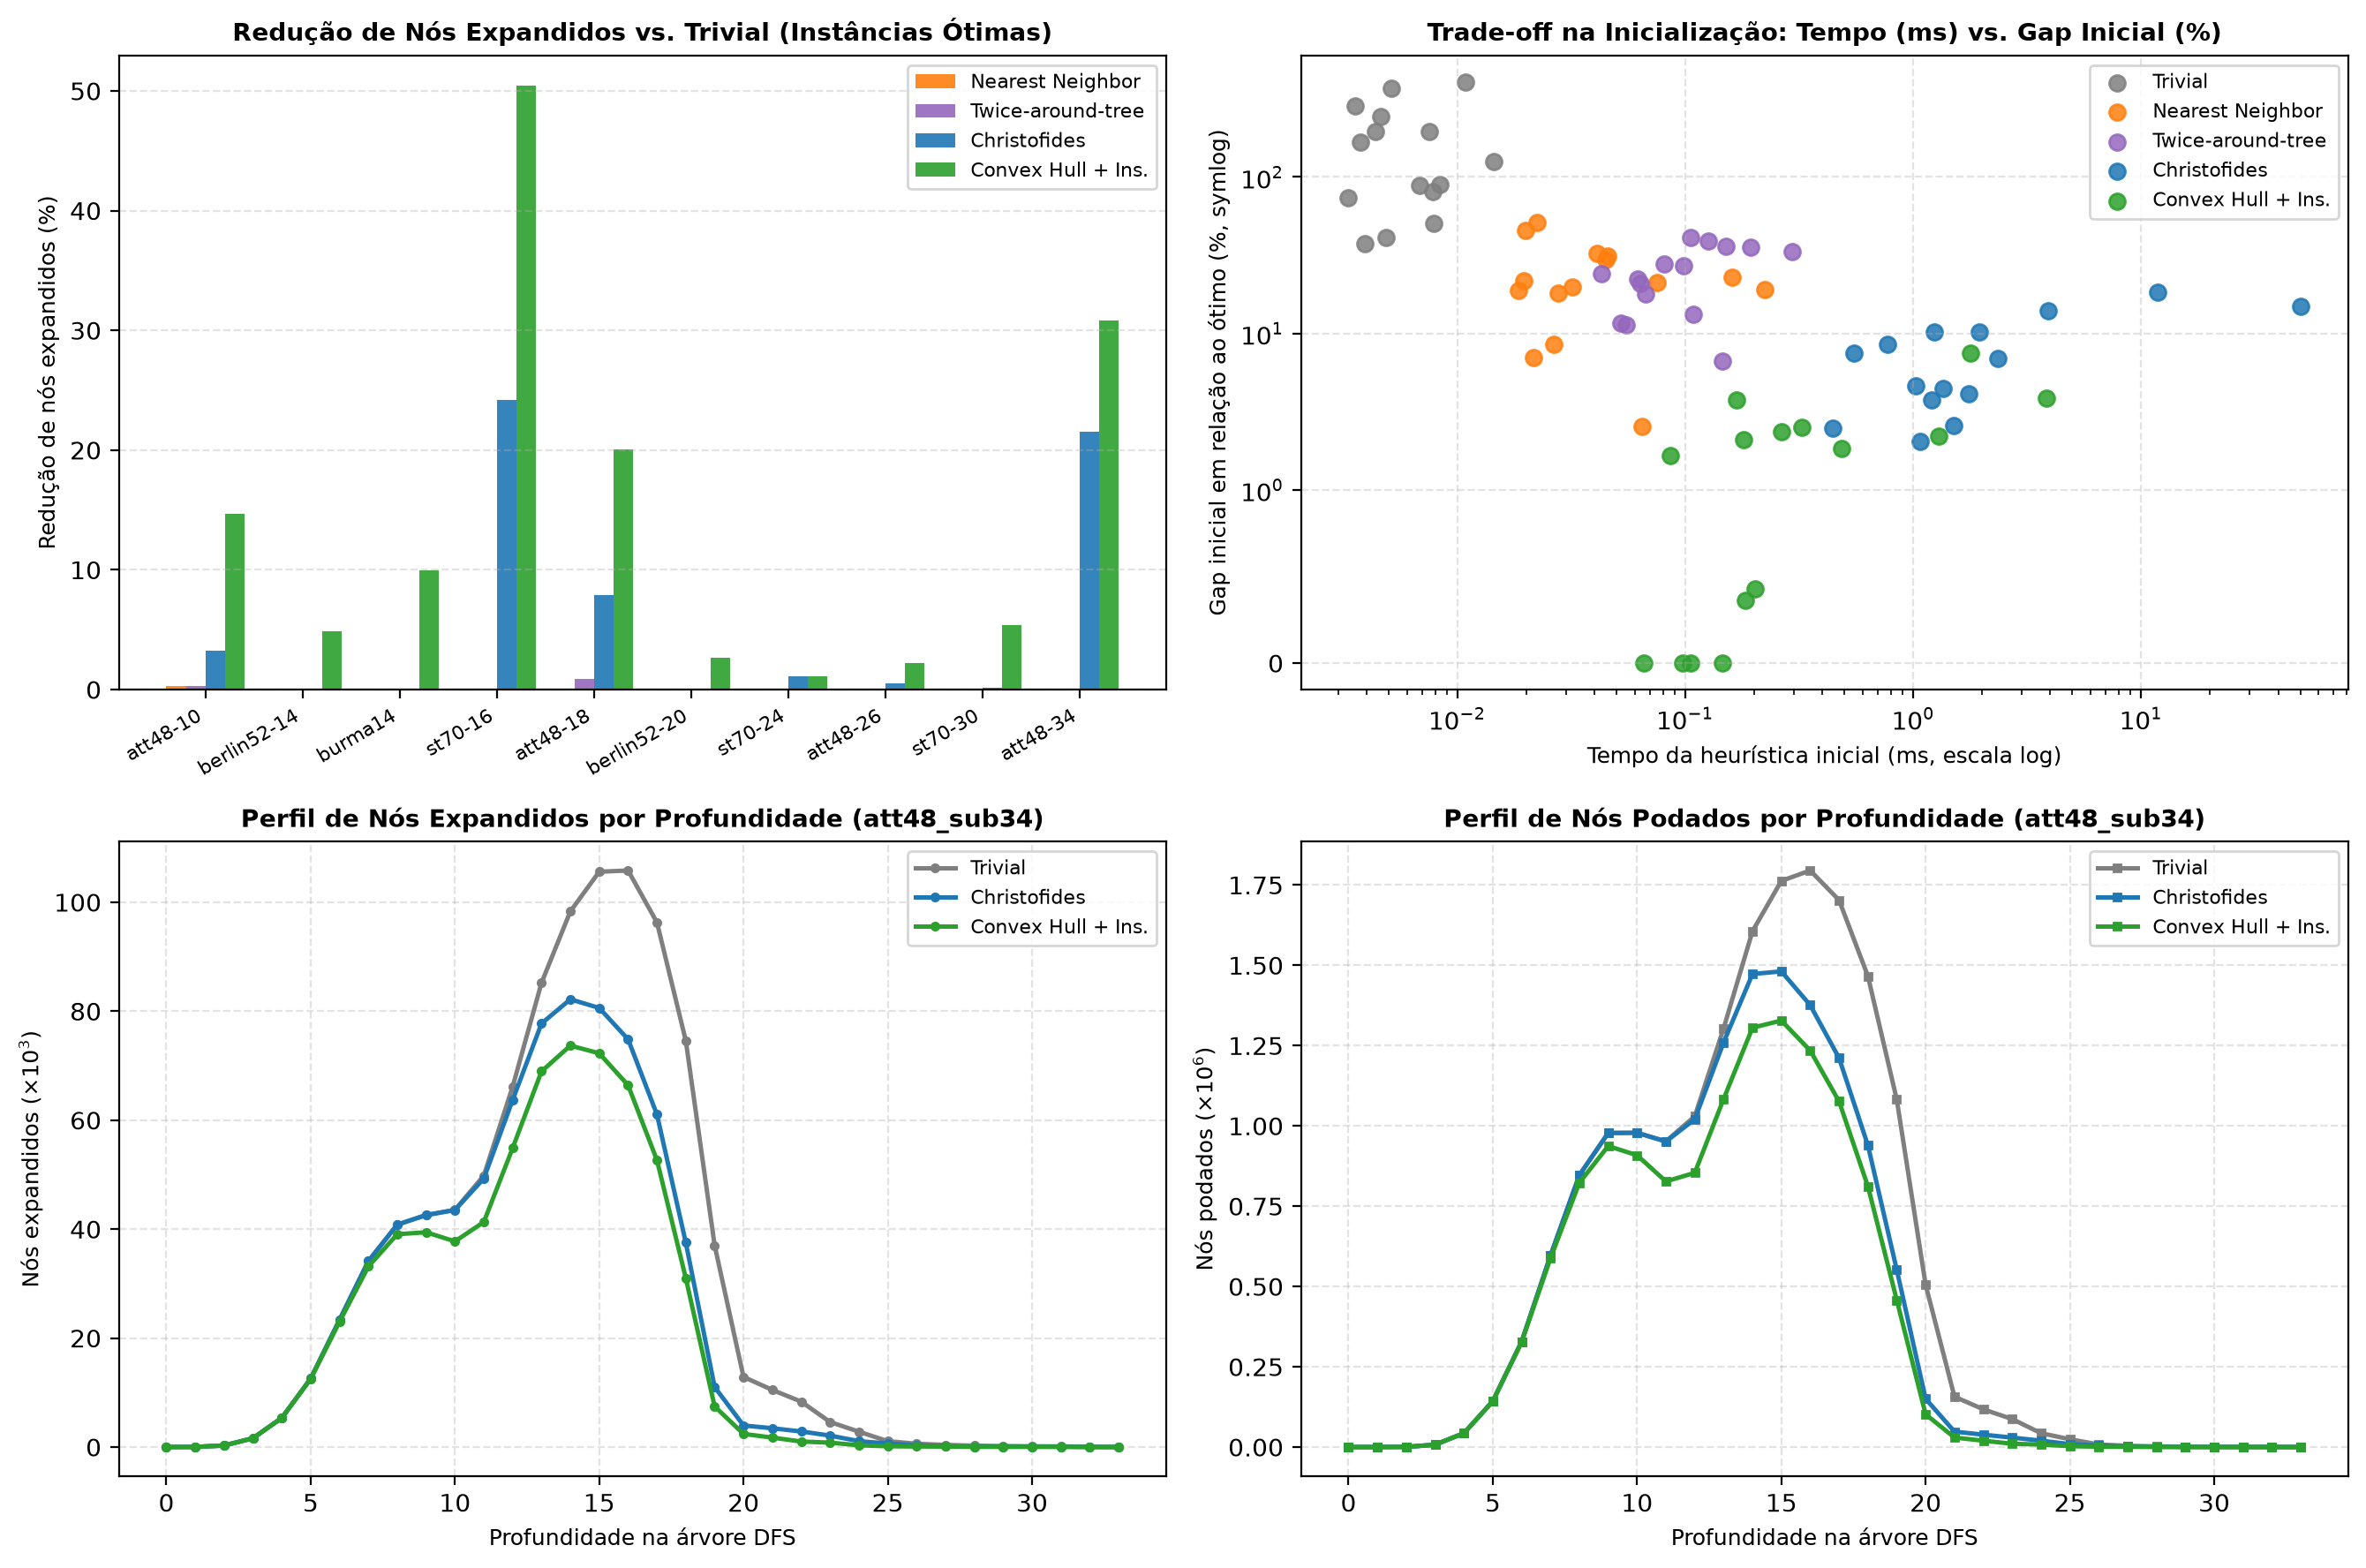 Redução de Nós Expandidos vs. Trivial (Instâncias Ótimas)
Redução de nós expandidos (%)
50
40
30
20
10
0
att48-10
berlin52-14
burma14
st70-16
att48-18
berlin52-20
st70-24
att48-26
st70-30
att48-34
Nearest Neighbor
Twice-around-tree
Christofides
Convex Hull + Ins.
Trade-off na Inicialização: Tempo (ms) vs. Gap Inicial (%)
Gap inicial em relação ao ótimo (%, symlog)
10²
10¹
10⁰
0
10⁻²
10⁻¹
10⁰
10¹
Tempo da heurística inicial (ms, escala log)
Trivial
Nearest Neighbor
Twice-around-tree
Christofides
Convex Hull + Ins.
Perfil de Nós Expandidos por Profundidade (att48_sub34)
Nós expandidos (×10³)
100
80
60
40
20
0
0
5
10
15
20
25
30
Profundidade na árvore DFS
Trivial
Christofides
Convex Hull + Ins.
Perfil de Nós Podados por Profundidade (att48_sub34)
Nós podados (×10⁶)
1.75
1.50
1.25
1.00
0.75
0.50
0.25
0.00
0
5
10
15
20
25
30
Profundidade na árvore DFS
Trivial
Christofides
Convex Hull + Ins.